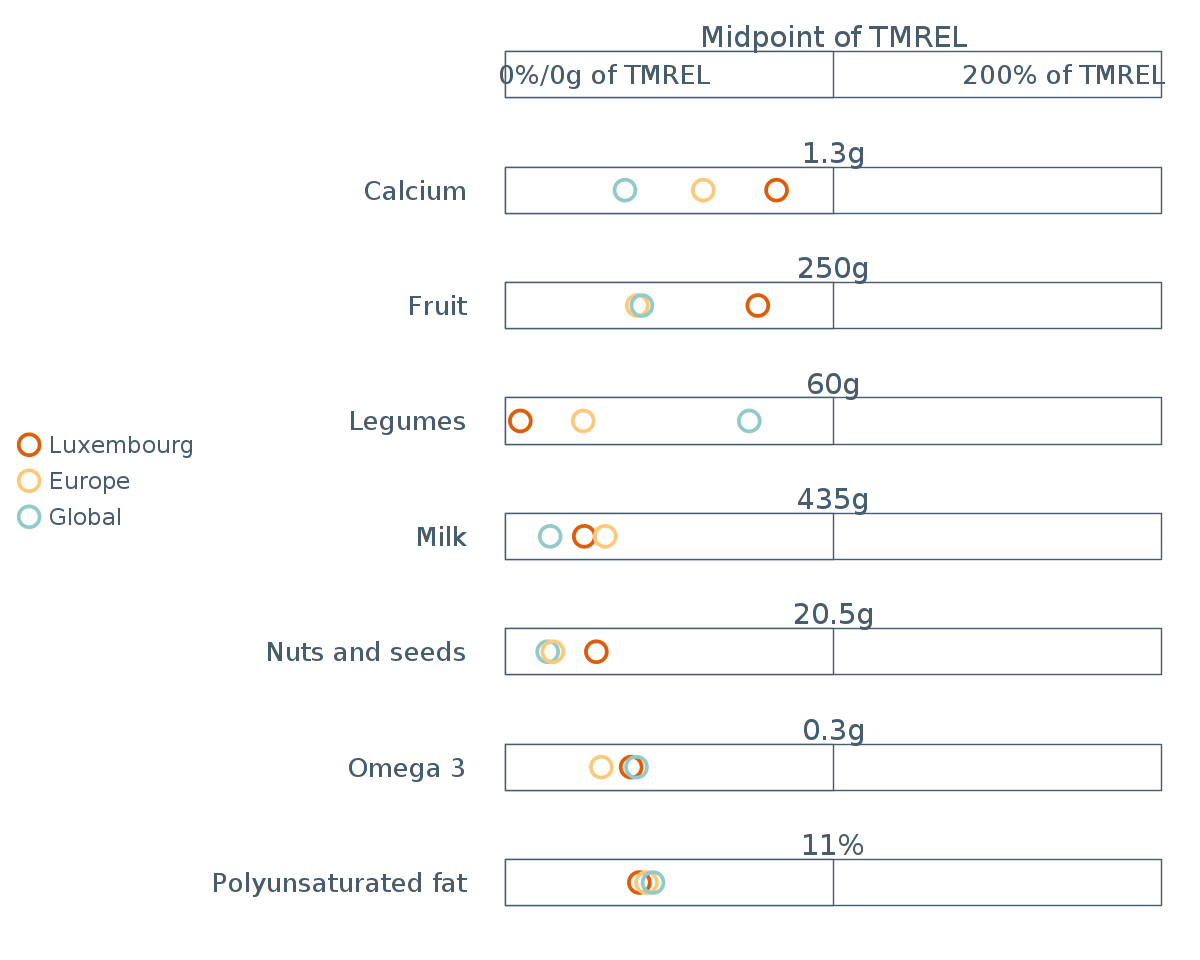 Midpoint of TMREL
0%/0g of TMREL 200% of TMREL
1.3g
Calcium
250g
Fruit
60g
Legumes
Luxembourg
Europe
Global
435g
Milk
20.5g
Nuts and seeds
0.3g
Omega 3
11%
Polyunsaturated fat